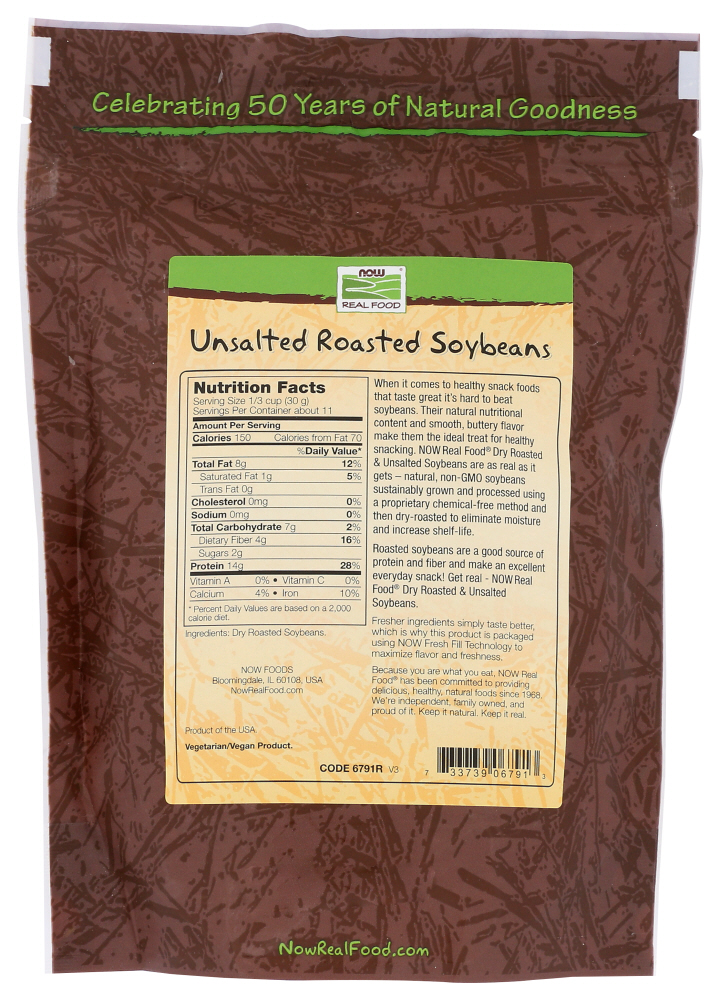 Celebrating 50 Years of Natural Goodness
NOW®
REAL FOOD
Unsalted Roasted Soybeans
Nutrition Facts
Serving Size 1/3 cup (30 g)
Servings Per Container about 11
Amount Per Serving
Calories 150 Calories from Fat 70
%Daily Value*
Total Fat 8g 12%
Saturated Fat 1g 5%
Trans Fat 0g
Cholesterol 0mg 0%
Sodium 0mg 0%
Total Carbohydrate 7g 2%
Dietary Fiber 4g 16%
Sugars 2g
Protein 14g 28%
Vitamin A 0% • Vitamin C 0%
Calcium 4% • Iron 10%
* Percent Daily Values are based on a 2,000
calorie diet.
Ingredients: Dry Roasted Soybeans.
NOW FOODS
Bloomingdale, IL 60108, USA
NowRealFood.com
Product of the USA
Vegetarian/Vegan Product.
When it comes to healthy snack foods
that taste great it's hard to beat
soybeans. Their natural nutritional
content and smooth, buttery flavor
make them the ideal treat for healthy
snacking. NOW Real Food® Dry Roasted
& Unsalted Soybeans are as real as it
gets – natural, non-GMO soybeans
sustainably grown and processed using
a proprietary chemical-free method and
then dry-roasted to eliminate moisture
and increase shelf-life.
Roasted soybeans are a good source of
protein and fiber and make an excellent
everyday snack! Get real - NOW Real
Food® Dry Roasted & Unsalted
Soybeans.
Fresher ingredients simply taste better,
which is why this product is packaged
using NOW Fresh Fill Technology to
maximize flavor and freshness.
Because you are what you eat, NOW Real
Food® has been committed to providing
delicious, healthy, natural foods since 1968.
We're independent, family owned, and
proud of it. Keep it natural. Keep it real.
CODE 6791R V3
7 33739 06791 3
NowRealFood.com